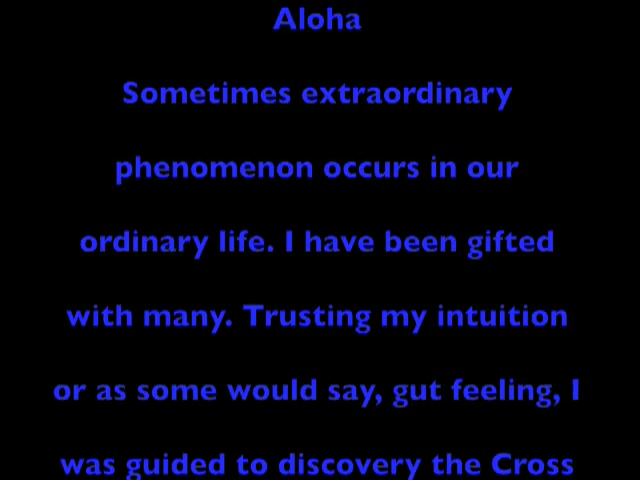 Aloha
Sometimes extraordinary
phenomenon occurs in our
ordinary life. I have been gifted
with many. Trusting my intuition
or as some would say, gut feeling, I
was guided to discovery the Cross